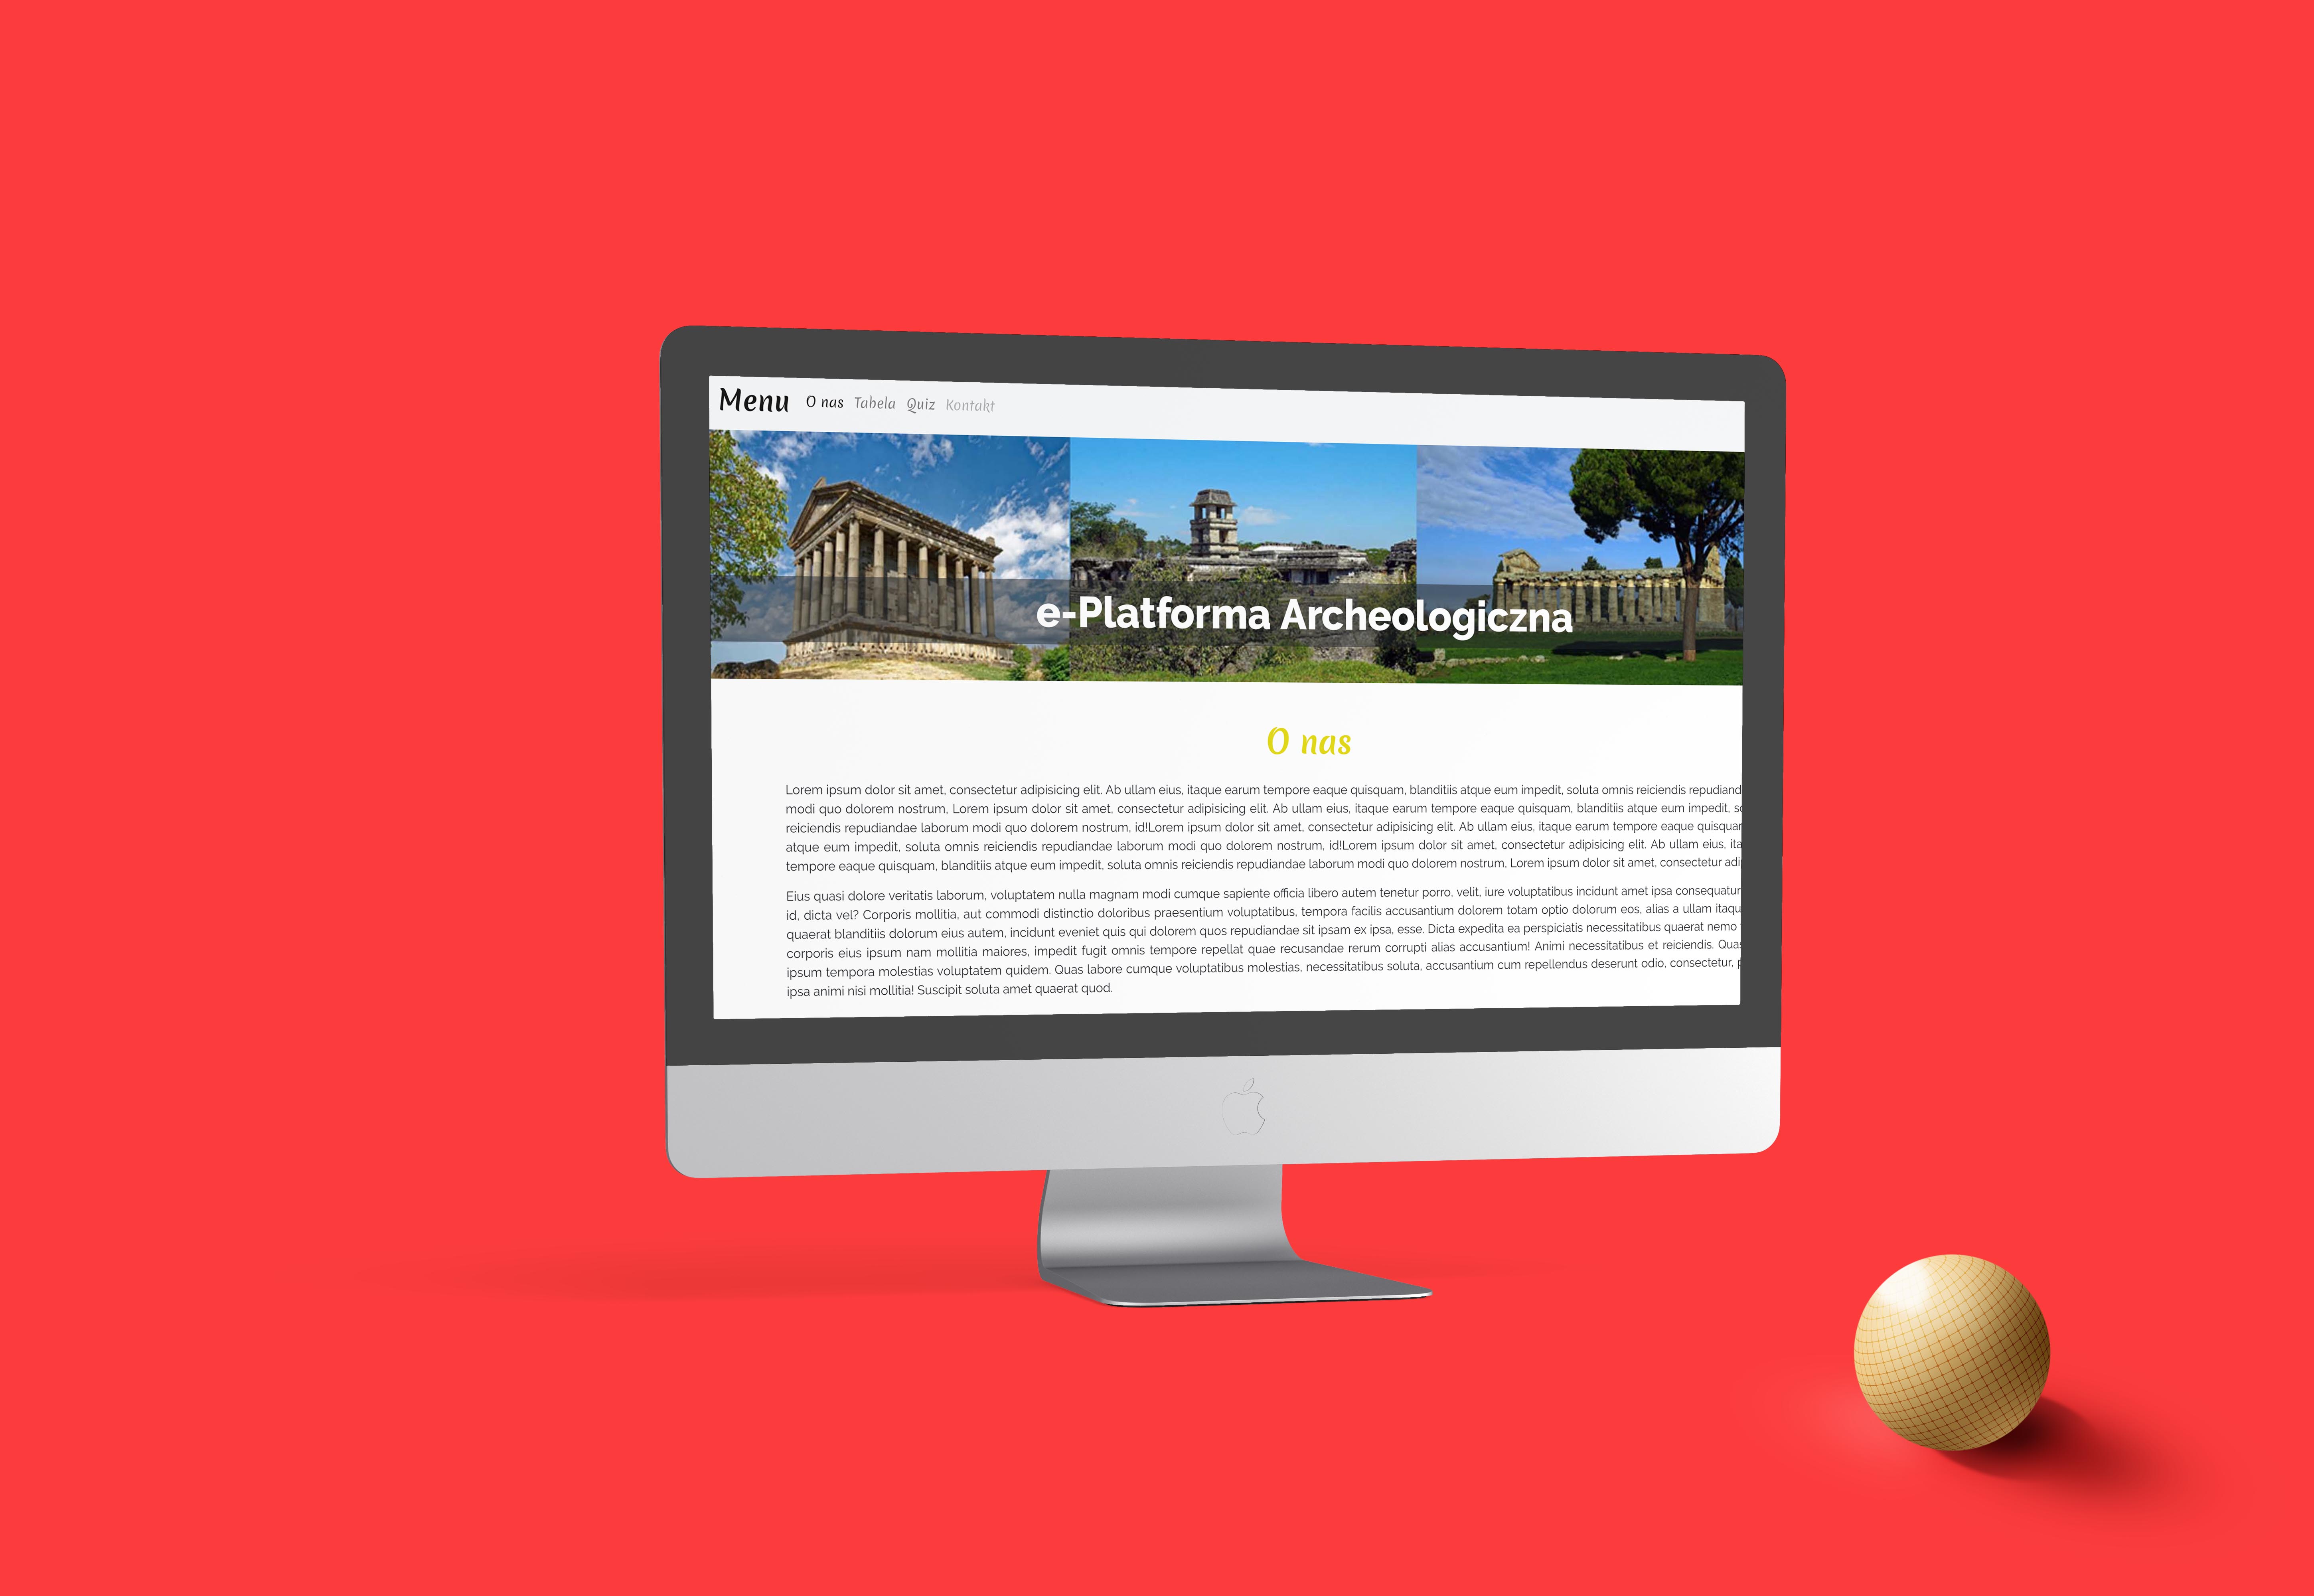 Menu O nas Tabela Quiz Kontakt
e-Platforma Archeologiczna
O nas
Lorem ipsum dolor sit amet, consectetur adipisicing elit. Ab ullam eius, itaque earum tempore eaque quisquam, blanditiis atque eum impedit, soluta omnis reiciendis repudiand
modi quo dolorem nostrum, Lorem ipsum dolor sit amet, consectetur adipisicing elit. Ab ullam eius, itaque earum tempore eaque quisquam, blanditiis atque eum impedit,
reiciendis repudiandae laborum modi quo dolorem nostrum, id!Lorem ipsum dolor sit amet, consectetur adipisicing elit. Ab ullam eius, itaque earum tempore eaque quisquam
atque eum impedit, soluta omnis reiciendis repudiandae laborum modi quo dolorem nostrum, id!Lorem ipsum dolor sit amet, consectetur adipisicing elit. Ab ullam eius, ita
tempore eaque quisquam, blanditiis atque eum impedit, soluta omnis reiciendis repudiandae laborum modi quo dolorem nostrum, Lorem ipsum dolor sit amet, consectetur adi
Eius quasi dolore veritatis laborum, voluptatem nulla magnam modi cumque sapiente officia libero autem tenetur porro, velit, iure voluptatibus incidunt amet ipsa consequatur
id, dicta vel? Corporis mollitia, aut commodi distinctio doloribus praesentium voluptatibus, tempora facilis accusantium dolorem totam optio dolorum eos, alias a ullam itaqu
quaerat blanditiis dolorum eius autem, incidunt eveniet quis qui dolorem quos repudiandae sit ipsam ex ipsa, esse. Dicta expedita ea perspiciatis necessitatibus quaerat nemo
corporis eius ipsum nam mollitia maiores, impedit fugit omnis tempore repellat quae recusandae rerum corrupti alias accusantium! Animi necessitatibus et reiciendis. Quas
ipsum tempora molestias voluptatem quidem. Quas labore cumque voluptatibus molestias, necessitatibus soluta, accusantium cum repellendus deserunt odio, consectetur,
ipsa animi nisi mollitia! Suscipit soluta amet quaerat quod.